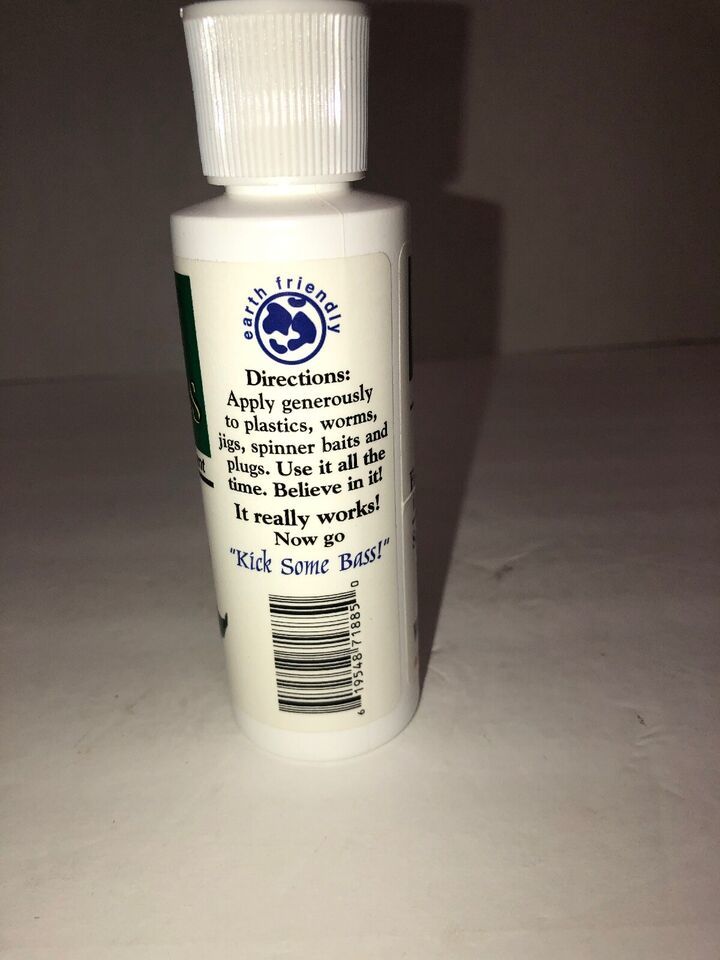 earth friendly
Directions:
Apply generously
to plastics, worms,
jigs, spinner baits and
plugs. Use it all the
time. Believe in it!
It really works!
Now go
"Kick Some Bass!"
6 19548 71885 0